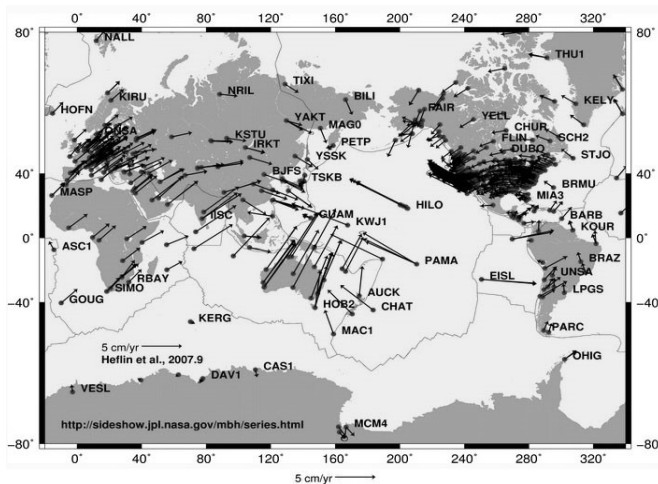 0° 40° 80° 120° 160° 200° 240° 280° 320°
80° 80°
NALL THU1
TIXI
KIRU NRIL BILI
HOFN FAIR KELY
YAKT MAG0 YELL
KSTU PETP CHUR SCH2
IRKT FLIN
YSSK DUBO STJO
40° BJFS 40°
TSKB
MASP BRMU
MIA3
HILO
IISC GUAM BARB
KWJ1 KOUR
0° 0°
ASC1 BRAZ
PAMA
EISL UNSA
RBAY
SIMO AUCK LPGS
GOUG HOB2
-40° CHAT -40°
KERG MAC1 PARC
5 cm/yr
Heflin et al., 2007.9 OHIG
CAS1
VESL DAV1
http://sideshow.jpl.nasa.gov/mbh/series.html MCM4
-80° -80°
0° 40° 80° 120° 160° 200° 240° 280° 320°
5 cm/yr